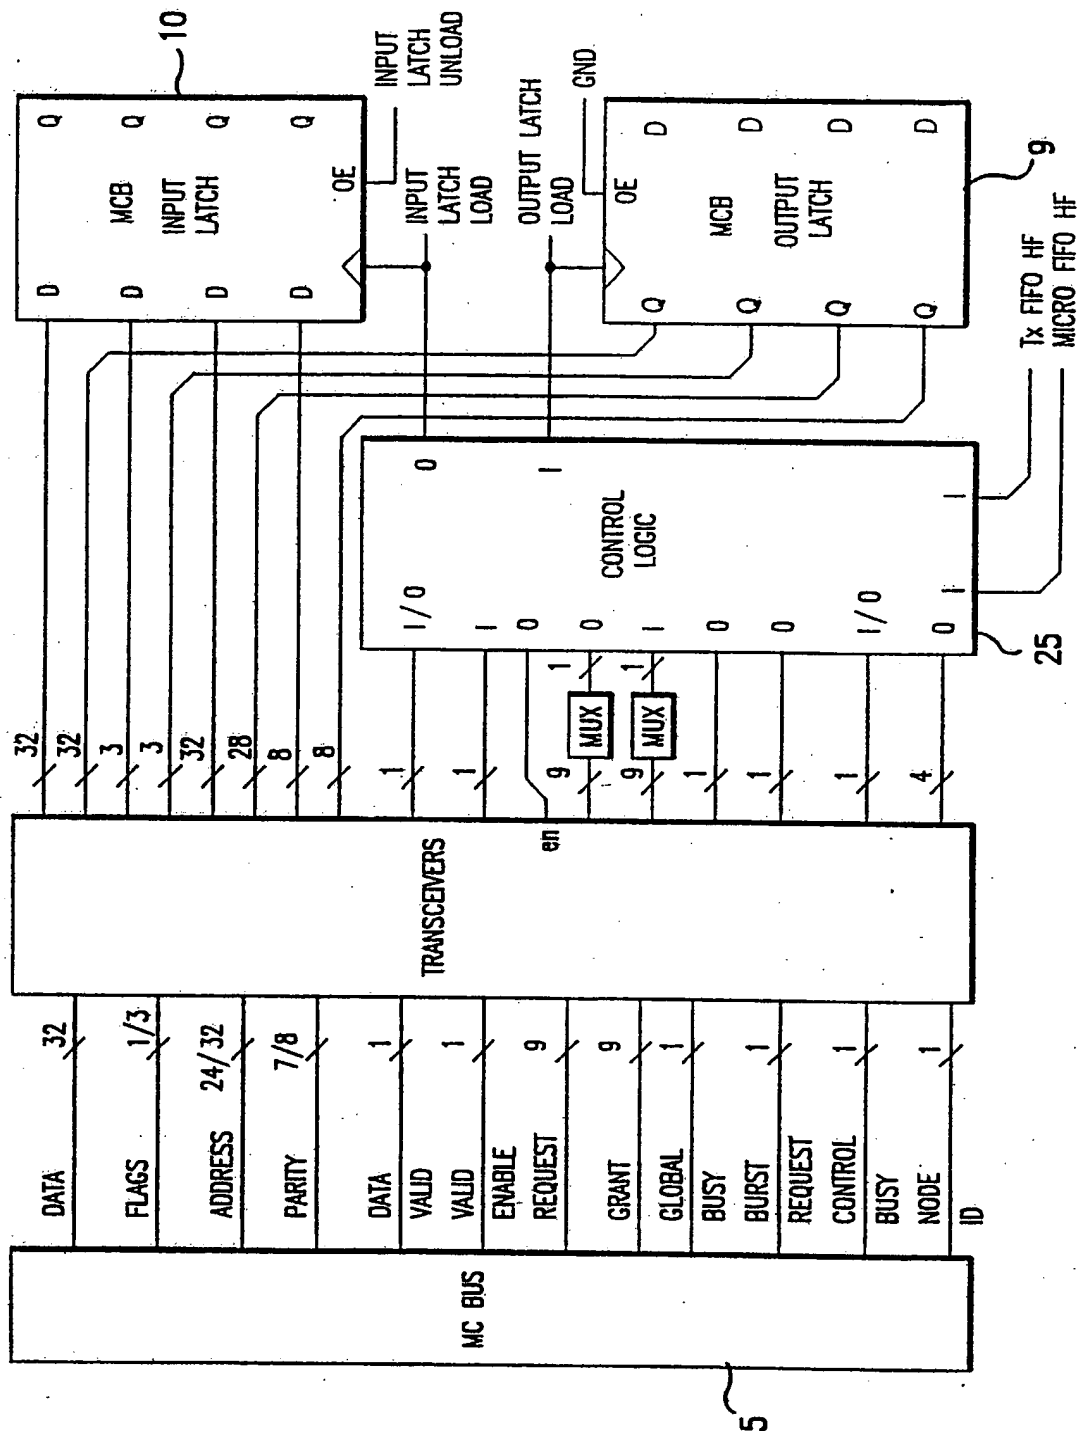 MC BUS
5
DATA
32
FLAGS
1/3
ADDRESS
24/32
PARITY
7/8
DATA
VALID
1
VALID
ENABLE
1
REQUEST
9
GRANT
9
GLOBAL
BUSY
1
BURST
REQUEST
1
CONTROL
BUSY
1
NODE
ID
1
TRANSCEIVERS
en
32
32
3
3
32
28
8
8
1
1
9
MUX
1
9
MUX
1
1
1
1
4
CONTROL
LOGIC
I/O
I
O
O
I
O
O
I/O
O
O
I
I
I
25
Tx FIFO HF
MICRO FIFO HF
MCB
INPUT
LATCH
D
D
D
D
Q
Q
Q
Q
OE
10
INPUT
LATCH
UNLOAD
INPUT
LATCH
LOAD
OUTPUT LATCH
LOAD
GND
MCB
OUTPUT
LATCH
OE
Q
Q
Q
Q
D
D
D
D
9